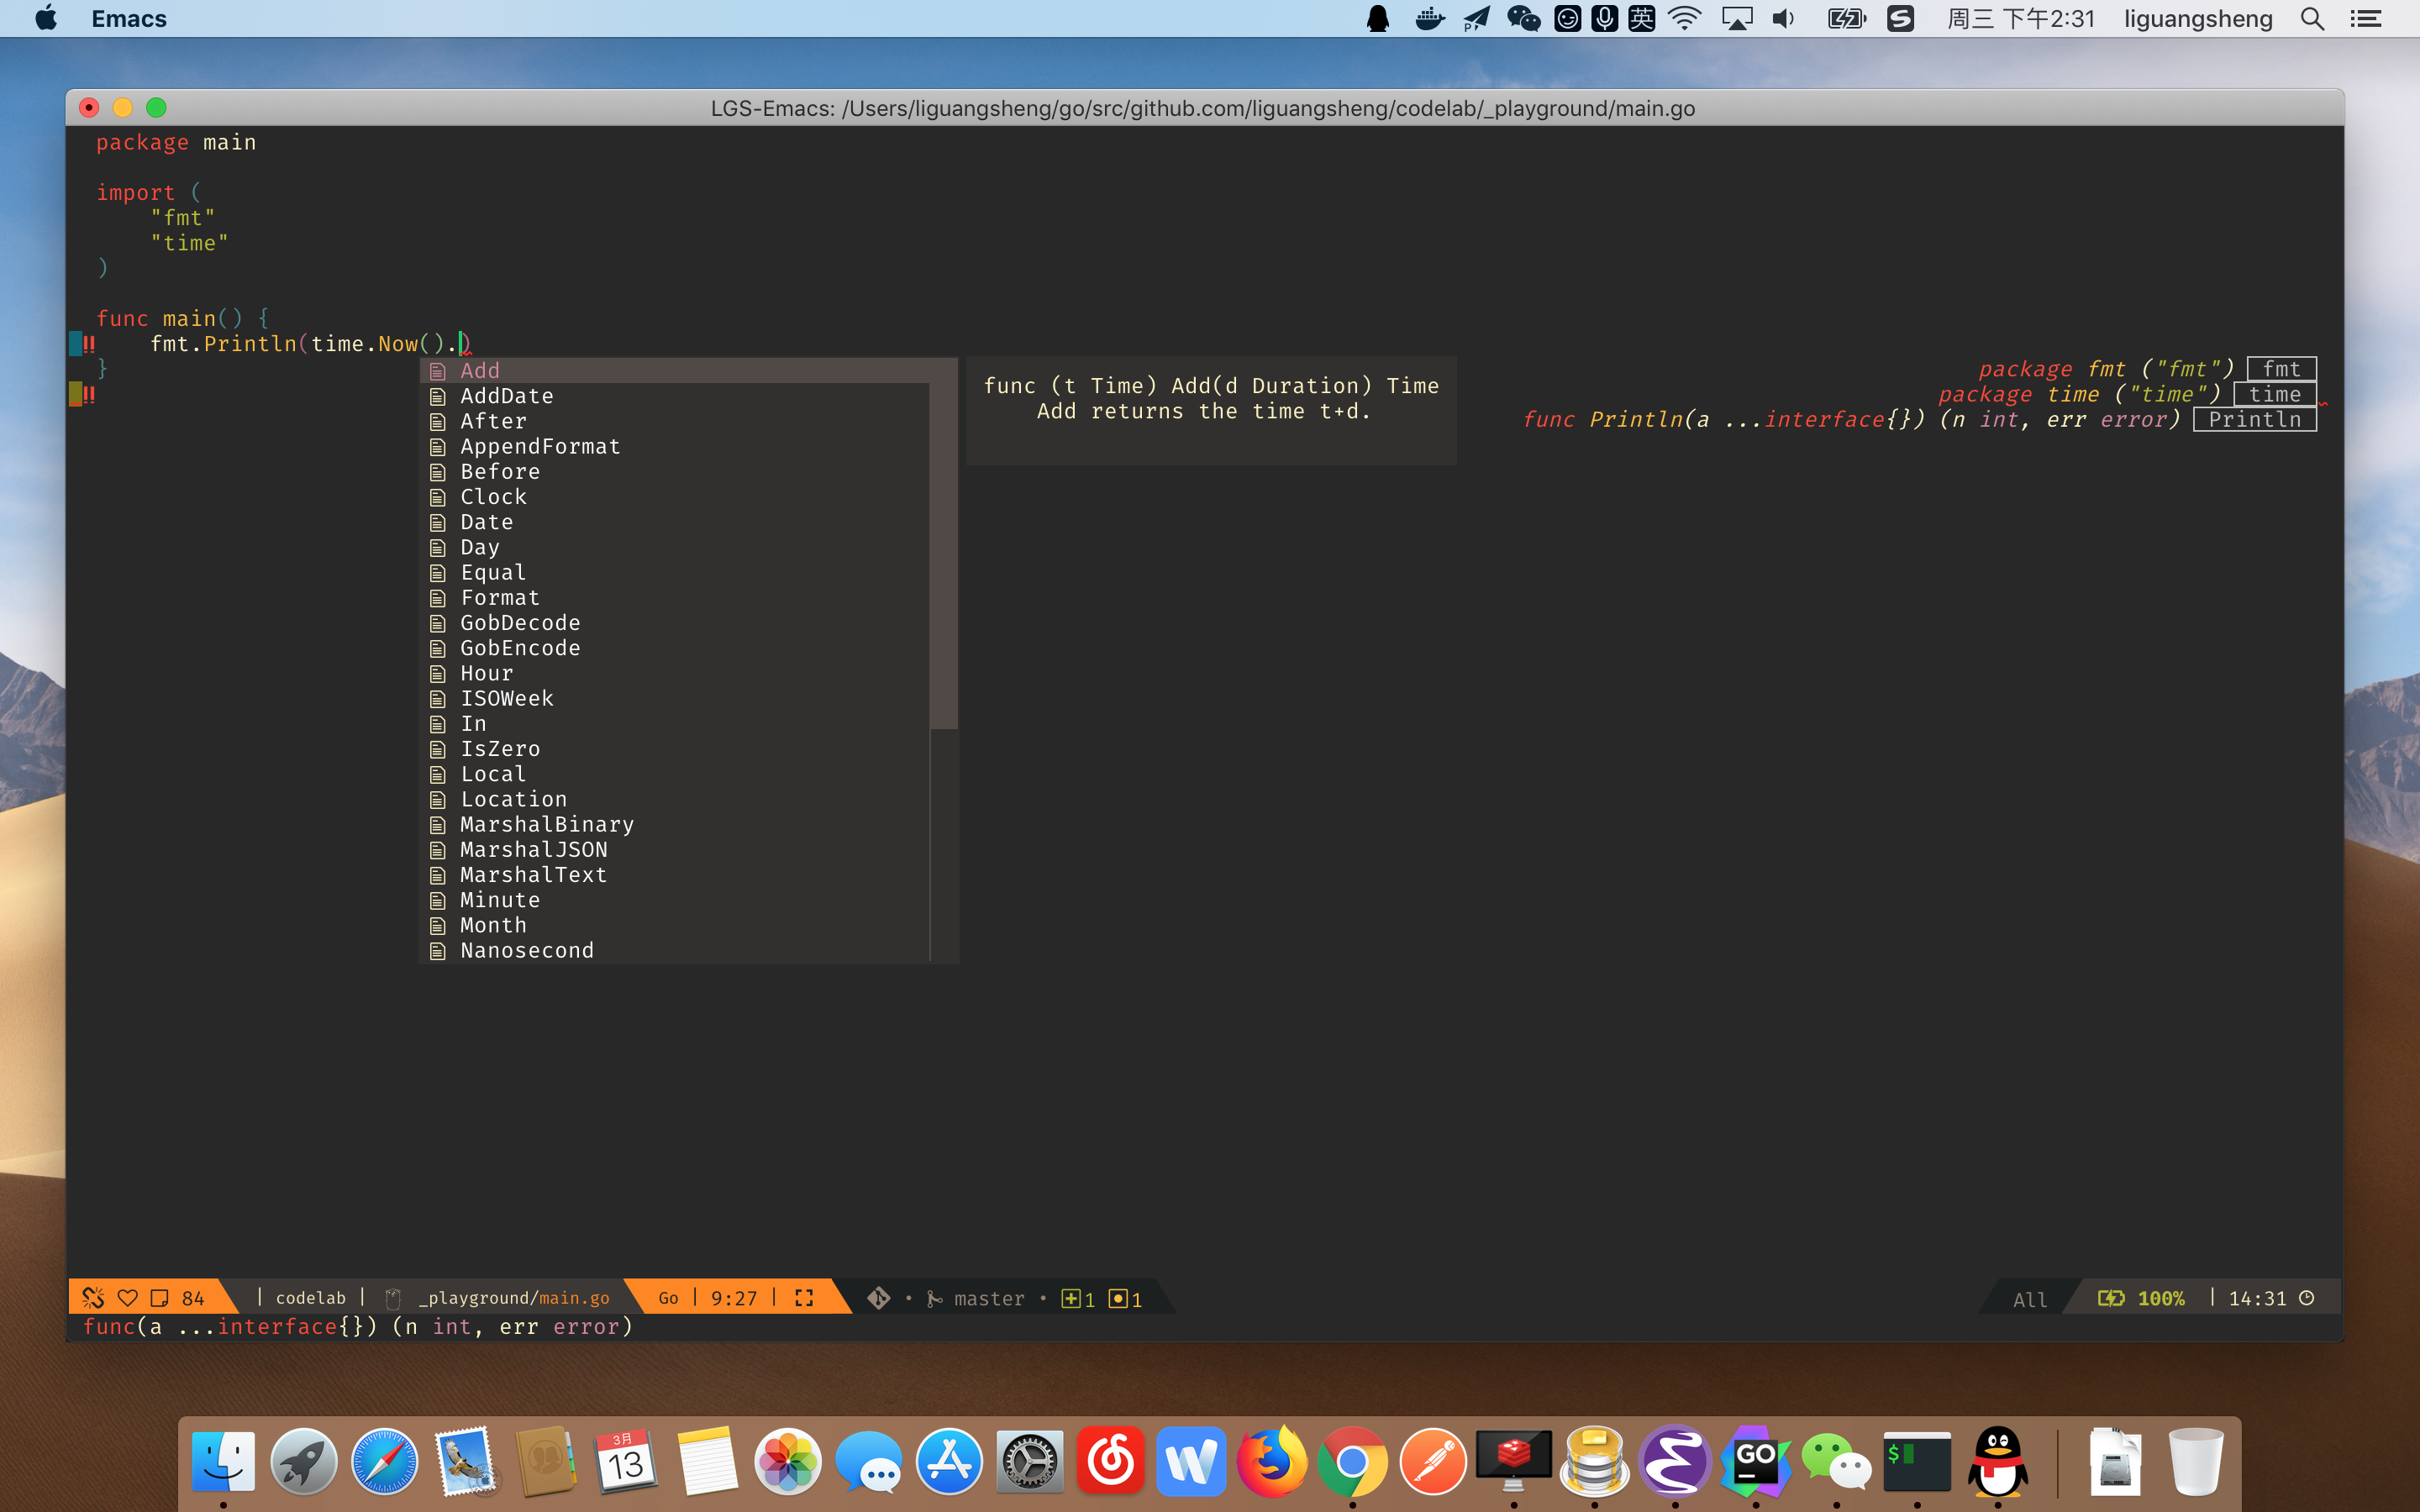 Emacs 英 周三 下午2:31 liguangsheng
LGS-Emacs: /Users/liguangsheng/go/src/github.com/liguangsheng/codelab/_playground/main.go
package main
import (
"fmt"
"time"
)
func main() {
!! fmt.Println(time.Now().)
}
!!
Add
AddDate
After
AppendFormat
Before
Clock
Date
Day
Equal
Format
GobDecode
GobEncode
Hour
ISOWeek
In
IsZero
Local
Location
MarshalBinary
MarshalJSON
MarshalText
Minute
Month
Nanosecond
func (t Time) Add(d Duration) Time
Add returns the time t+d.
package fmt ("fmt") fmt
package time ("time") time
func Println(a ...interface{}) (n int, err error) Println
84 | codelab | _playground/main.go Go | 9:27 | • master • 1 1 All 100% | 14:31
func(a ...interface{}) (n int, err error)
3月
13
GO
$